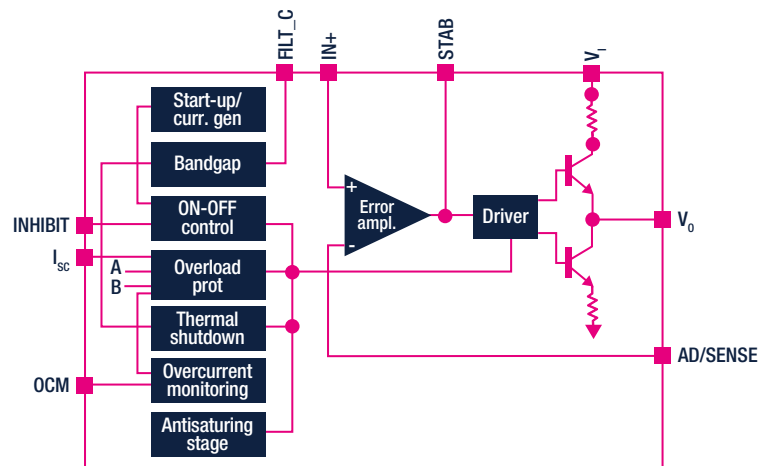 FILT_C
IN+
STAB
V_I
Start-up/
curr. gen
Bandgap
ON-OFF
control
INHIBIT
I_SC
A
B
Overload
prot
Thermal
shutdown
OCM
Overcurrent
monitoring
Antisaturing
stage
+
-
Error
ampl.
Driver
V_O
AD/SENSE